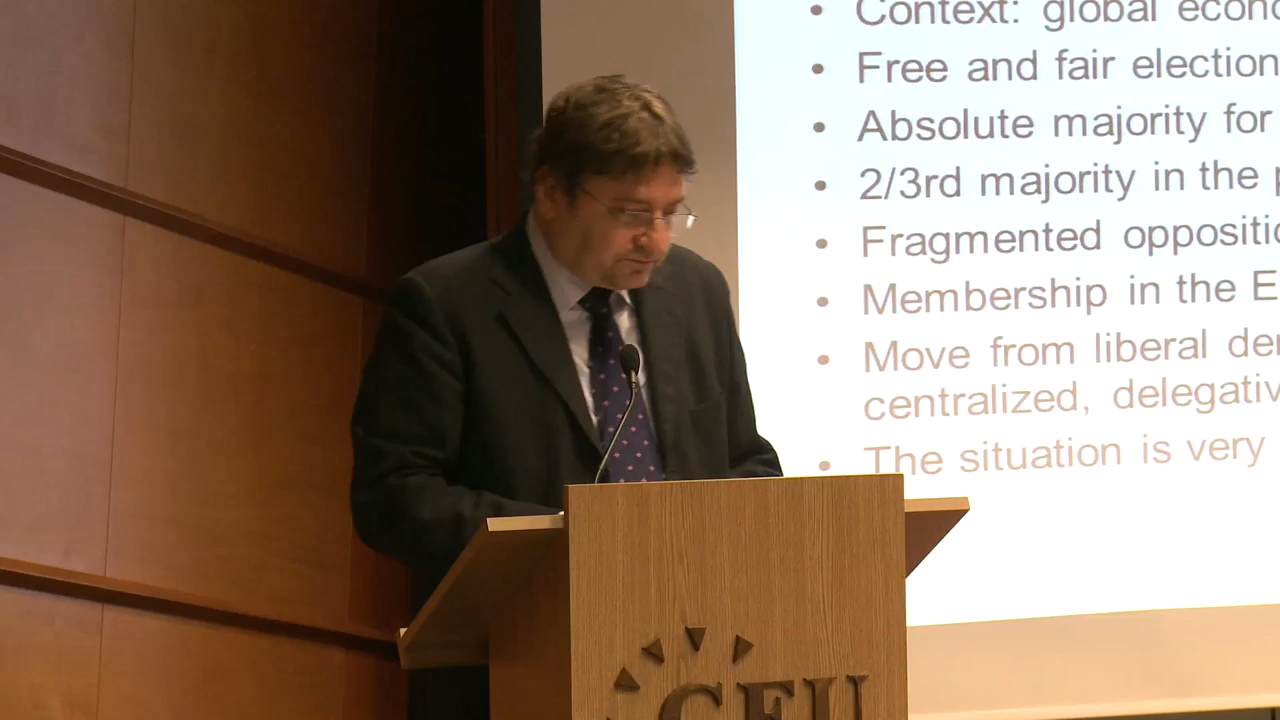 • Context: global econo
• Free and fair election
• Absolute majority for
• 2/3rd majority in the p
• Fragmented oppositio
• Membership in the E
• Move from liberal der
centralized, delegativ
• The situation is very
CEU